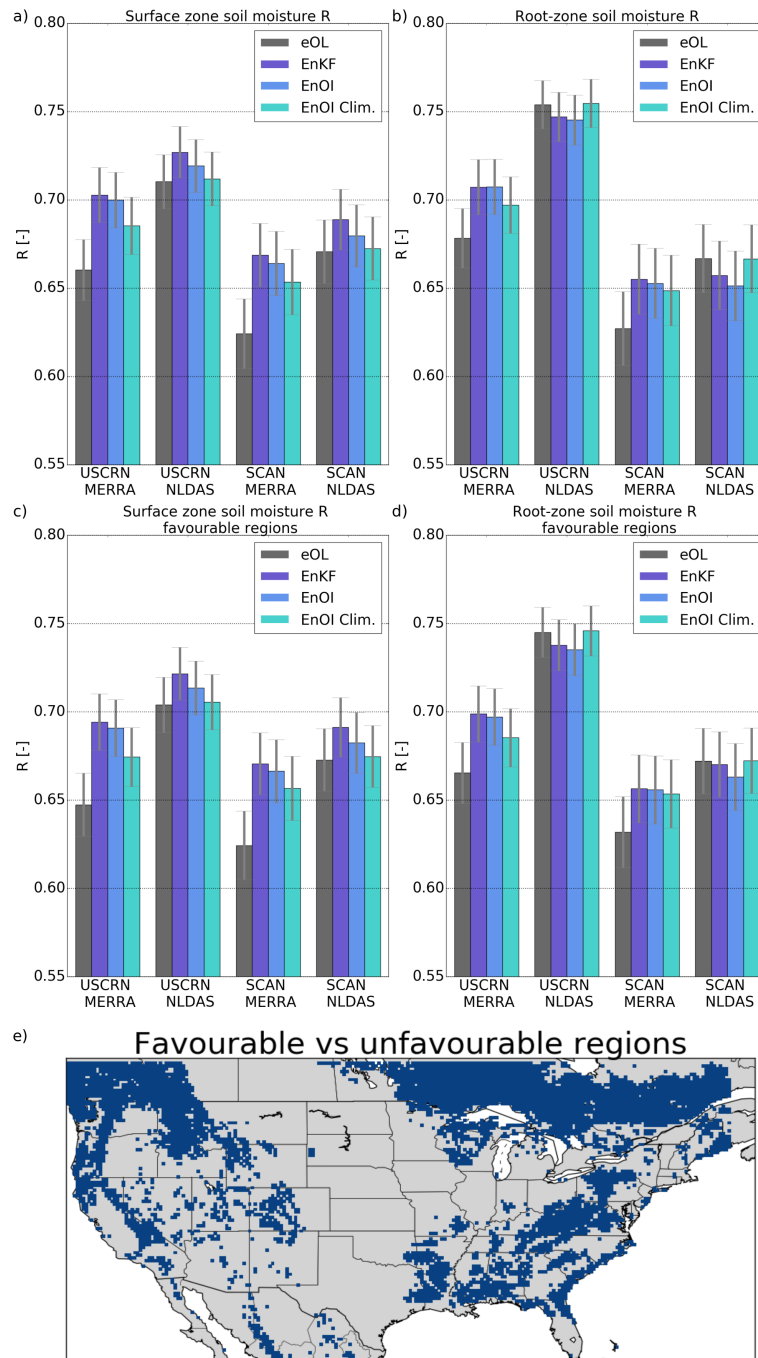 a) Surface zone soil moisture R
0.80
0.75
0.70
0.65
0.60
0.55
R [-]
eOL
EnKF
EnOI
EnOI Clim.
USCRN MERRA
USCRN NLDAS
SCAN MERRA
SCAN NLDAS
b) Root-zone soil moisture R
0.80
0.75
0.70
0.65
0.60
0.55
R [-]
eOL
EnKF
EnOI
EnOI Clim.
USCRN MERRA
USCRN NLDAS
SCAN MERRA
SCAN NLDAS
c) Surface zone soil moisture R
favourable regions
0.80
0.75
0.70
0.65
0.60
0.55
R [-]
eOL
EnKF
EnOI
EnOI Clim.
USCRN MERRA
USCRN NLDAS
SCAN MERRA
SCAN NLDAS
d) Root-zone soil moisture R
favourable regions
0.80
0.75
0.70
0.65
0.60
0.55
R [-]
eOL
EnKF
EnOI
EnOI Clim.
USCRN MERRA
USCRN NLDAS
SCAN MERRA
SCAN NLDAS
e) Favourable vs unfavourable regions